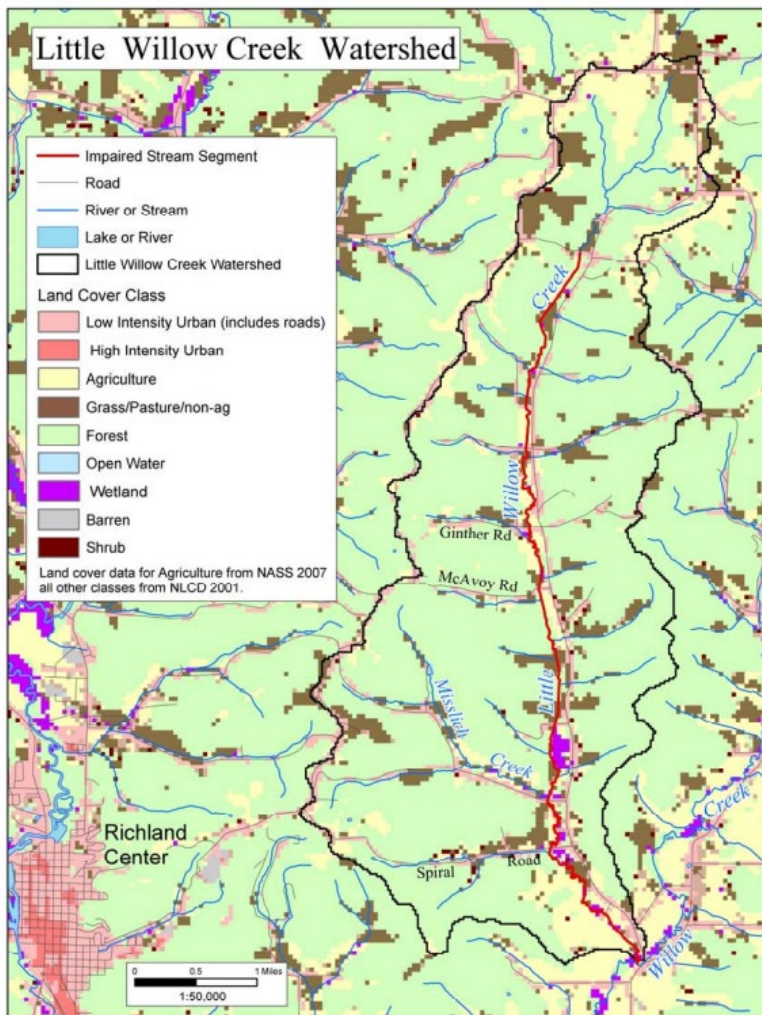 Little Willow Creek Watershed
Impaired Stream Segment
Road
River or Stream
Lake or River
Little Willow Creek Watershed
Land Cover Class
Low Intensity Urban (includes roads)
High Intensity Urban
Agriculture
Grass/Pasture/non-ag
Forest
Open Water
Wetland
Barren
Shrub
Land cover data for Agriculture from NASS 2007
all other classes from NLCD 2001.
Creek
Willow
Ginther Rd
McAvoy Rd
Little
Misslich
Creek
Creek
Richland
Center
Spiral Road
Willow
0 0.5 1 Miles
1:50,000